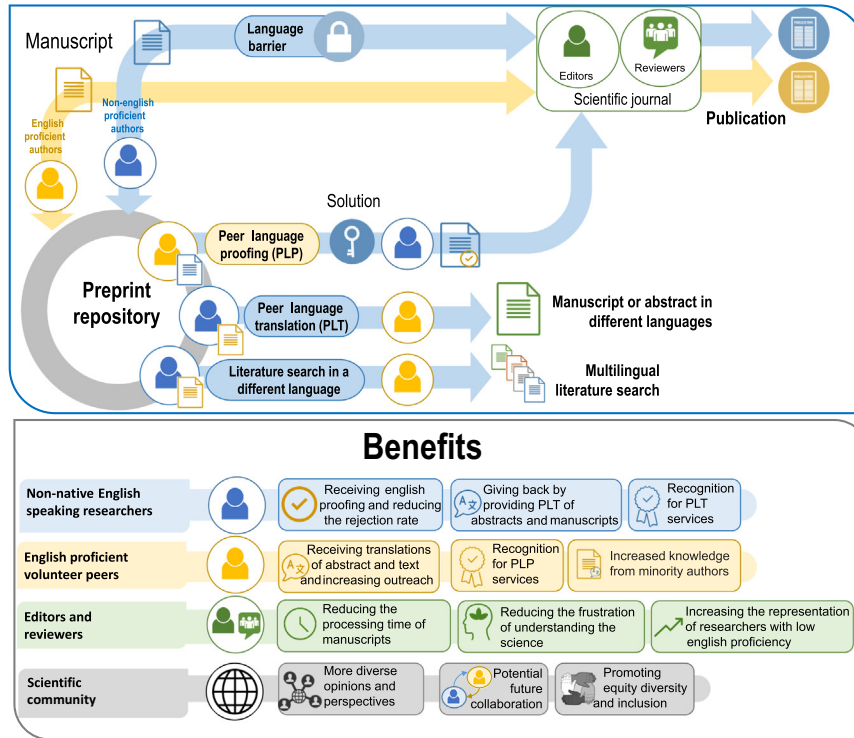 Manuscript
Language
barrier
Editors
Reviewers
Scientific journal
Publication
Non-english
proficient
authors
English
proficient
authors
Solution
Peer language
proofing (PLP)
Preprint
repository
Peer language
translation (PLT)
Manuscript or abstract in
different languages
Literature search in a
different language
Multilingual
literature search
Benefits
Non-native English
speaking researchers
Receiving english
proofing and reducing
the rejection rate
Giving back by
providing PLT of
abstracts and manuscripts
Recognition
for PLT
services
English proficient
volunteer peers
Receiving translations
of abstract and text
and increasing outreach
Recognition
for PLP
services
Increased knowledge
from minority authors
Editors and
reviewers
Reducing the
processing time of
manuscripts
Reducing the frustration
of understanding the
science
Increasing the representation
of researchers with low
english proficiency
Scientific
community
More diverse
opinions and
perspectives
Potential
future
collaboration
Promoting
equity diversity
and inclusion